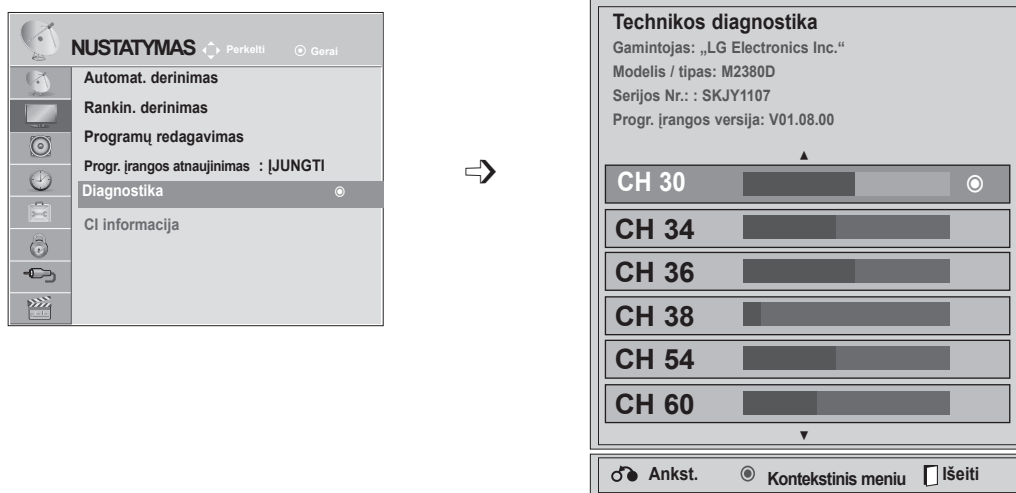 NUSTATYMAS Perkelti Gerai
Automat. derinimas
Rankin. derinimas
Programų redagavimas
Progr. įrangos atnaujinimas : ĮJUNGTI
Diagnostika
CI informacija
Technikos diagnostika
Gamintojas: „LG Electronics Inc.“
Modelis / tipas: M2380D
Serijos Nr.: : SKJY1107
Progr. įrangos versija: V01.08.00
CH 30
CH 34
CH 36
CH 38
CH 54
CH 60
Ankst. Kontekstinis meniu Išeiti